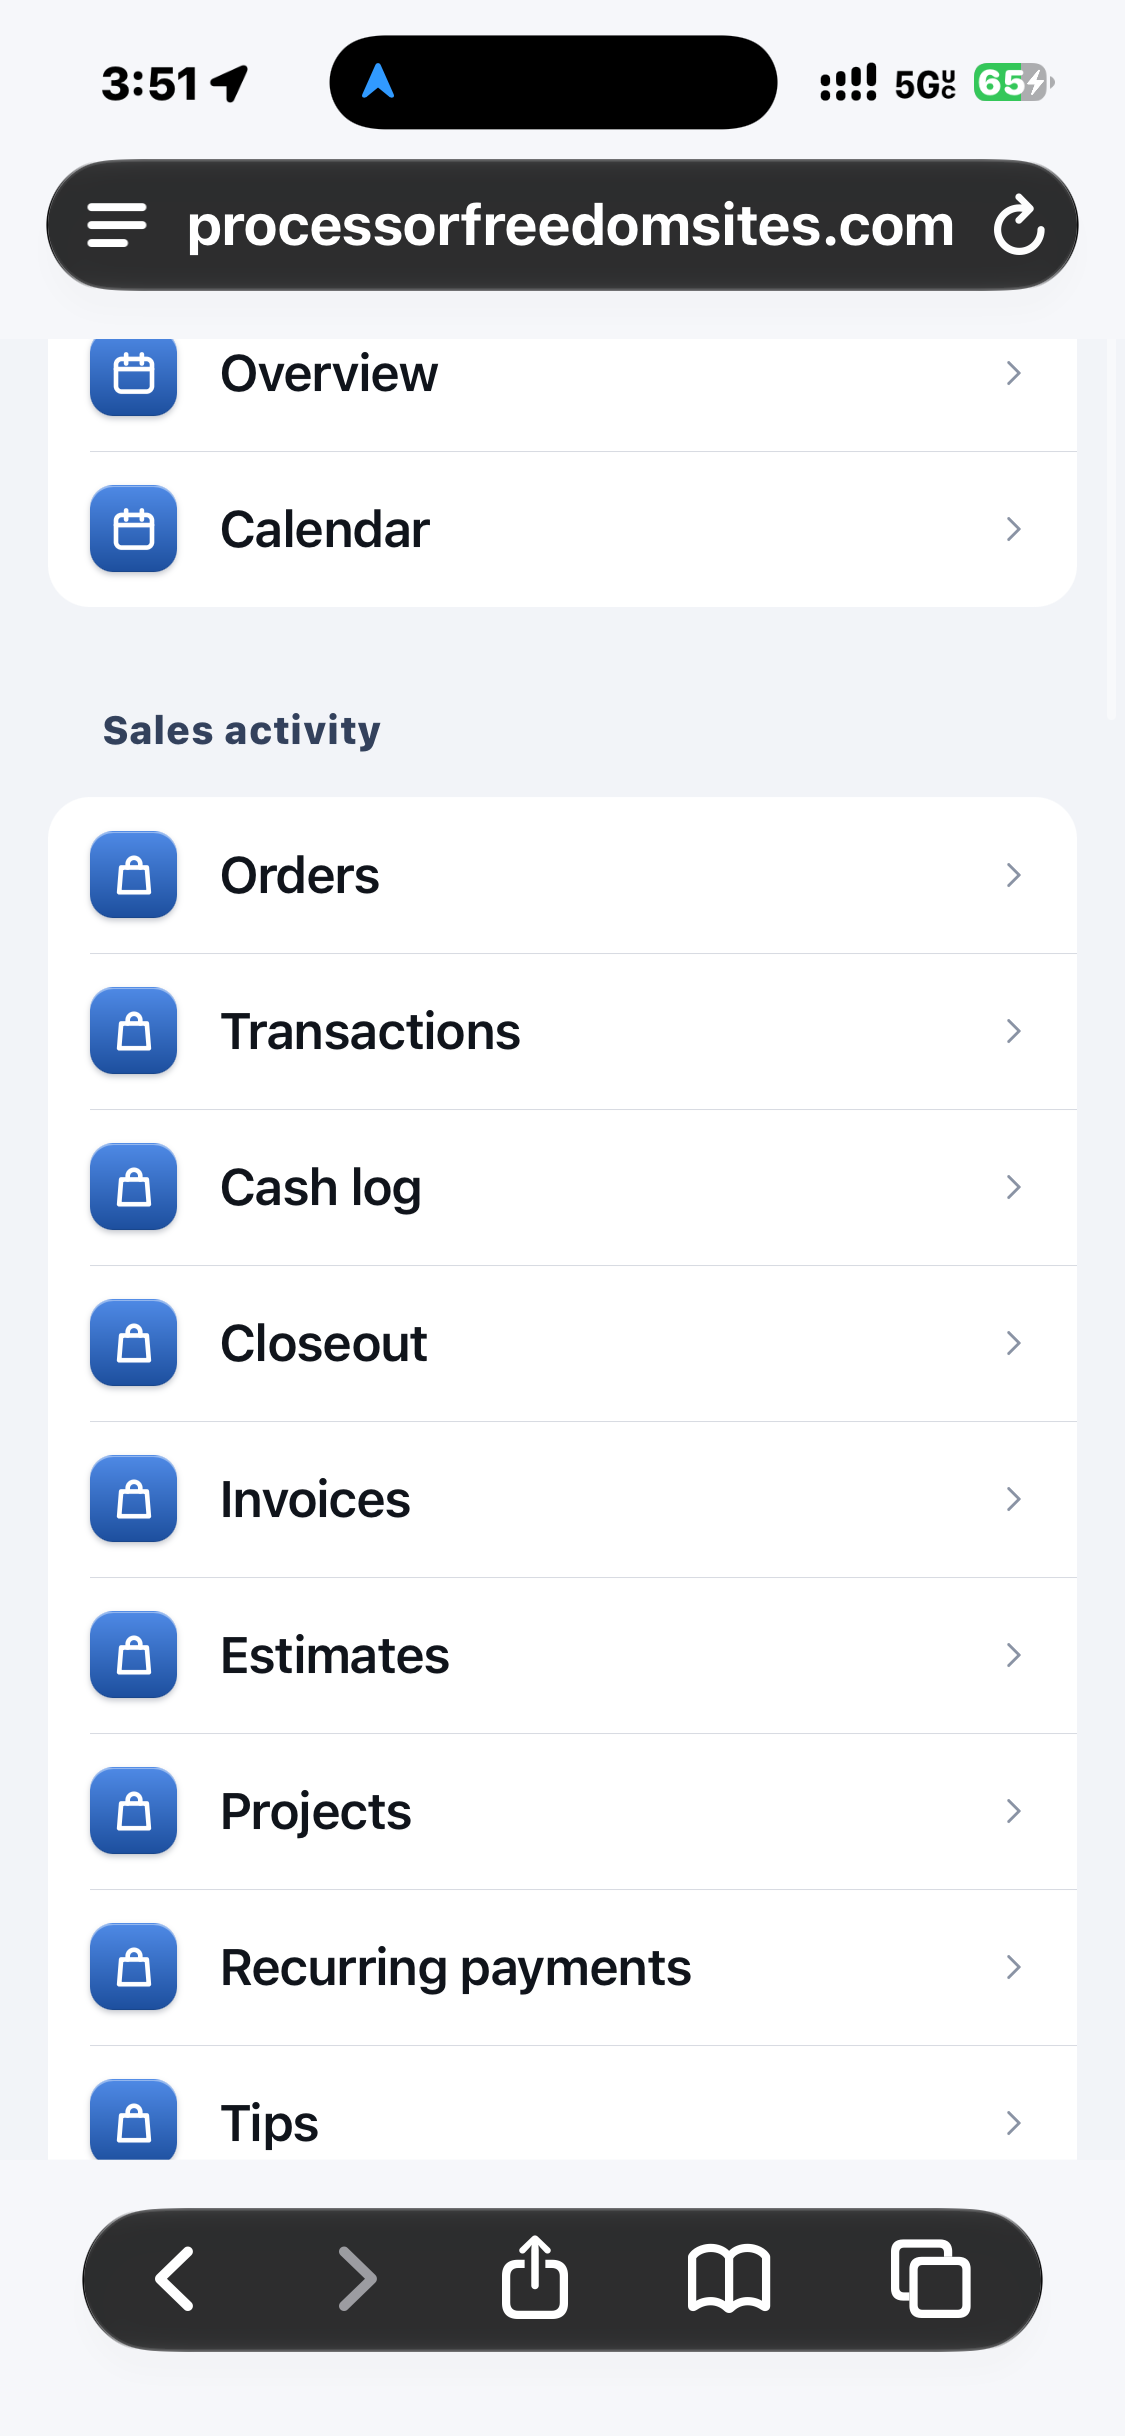 3:51
5G UC
65
processorfreedomsites.com
Overview
Calendar
Sales activity
Orders
Transactions
Cash log
Closeout
Invoices
Estimates
Projects
Recurring payments
Tips